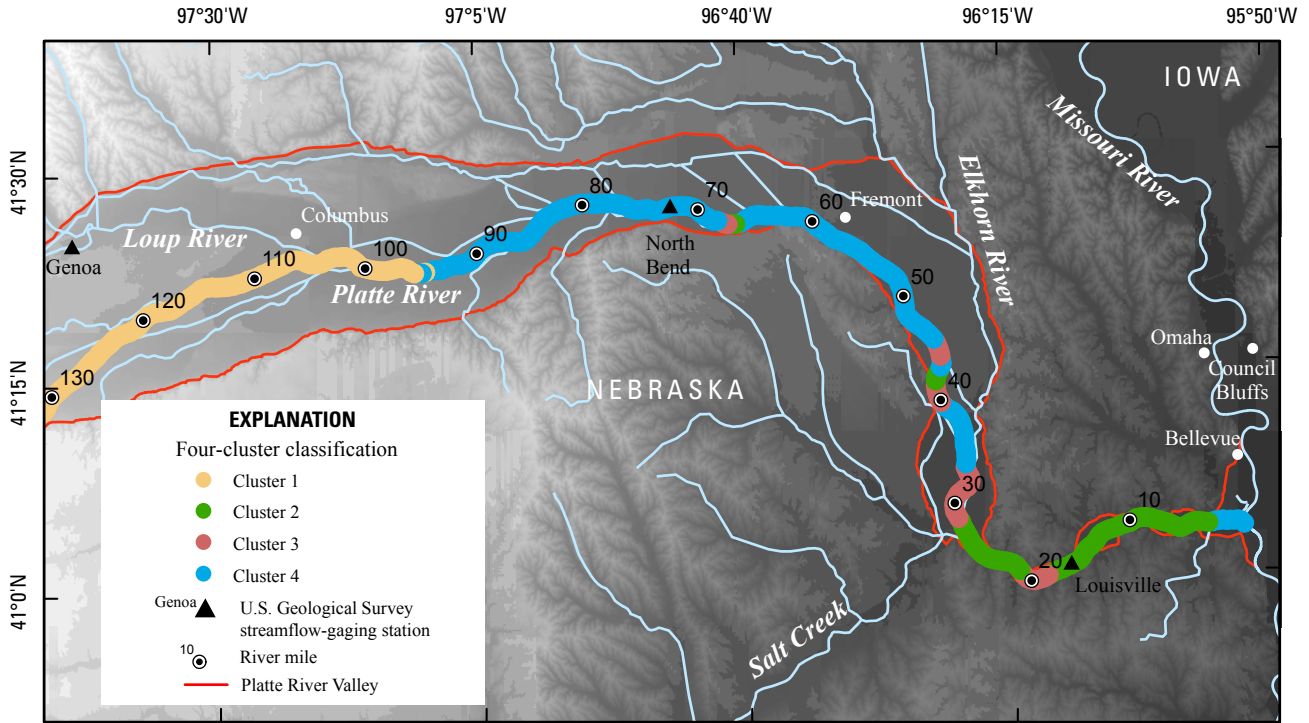 97°30'W
97°5'W
96°40'W
96°15'W
95°50'W
IOWA
Missouri River
41°30'N
Elkhorn River
80
70
60
Fremont
Columbus
Loup River
Genoa
110
100
90
North
Bend
Platte River
120
50
Omaha
Council
Bluffs
130
41°15'N
NEBRASKA
40
Bellevue
EXPLANATION
Four-cluster classification
Cluster 1
Cluster 2
Cluster 3
Cluster 4
Genoa
U.S. Geological Survey
streamflow-gaging station
10
River mile
Platte River Valley
30
10
20
Louisville
41°0'N
Salt Creek